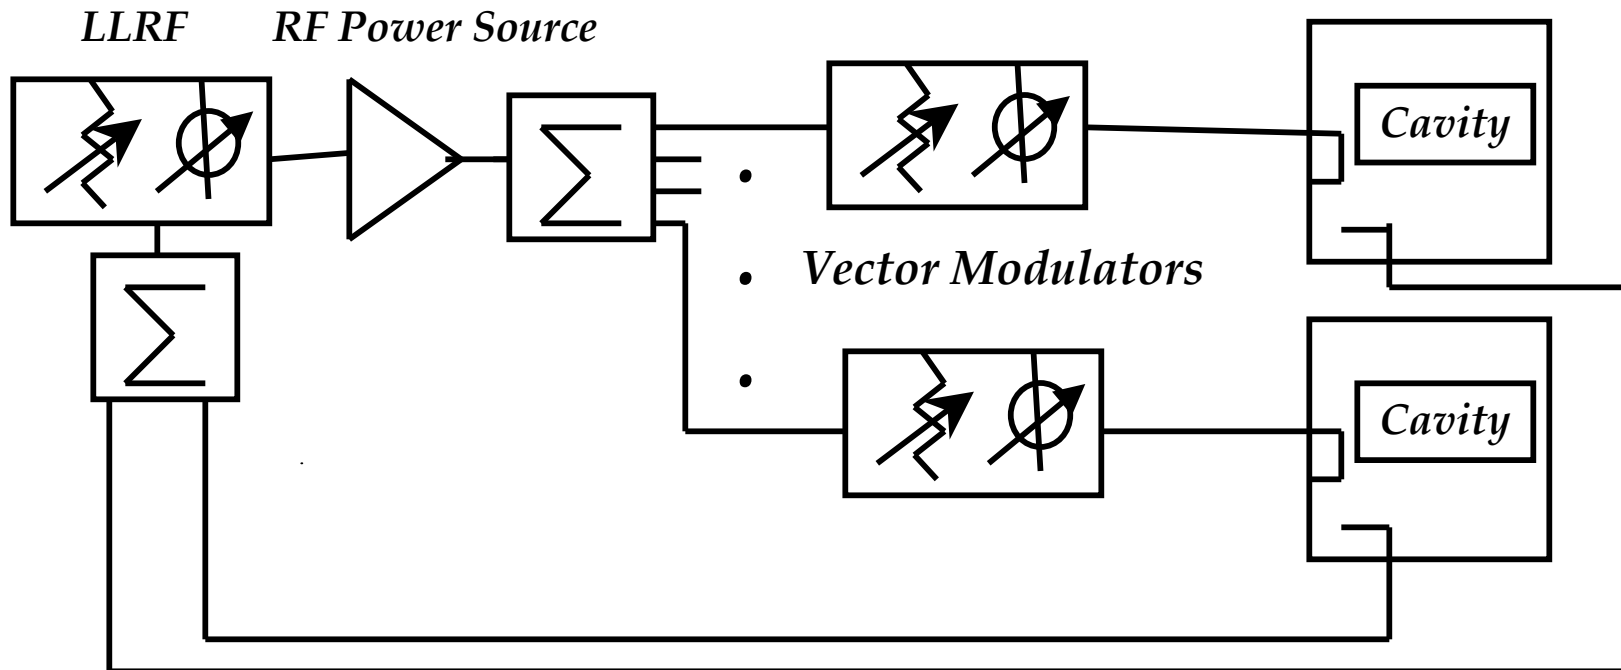 LLRF
RF Power Source
Cavity
Vector Modulators
Cavity